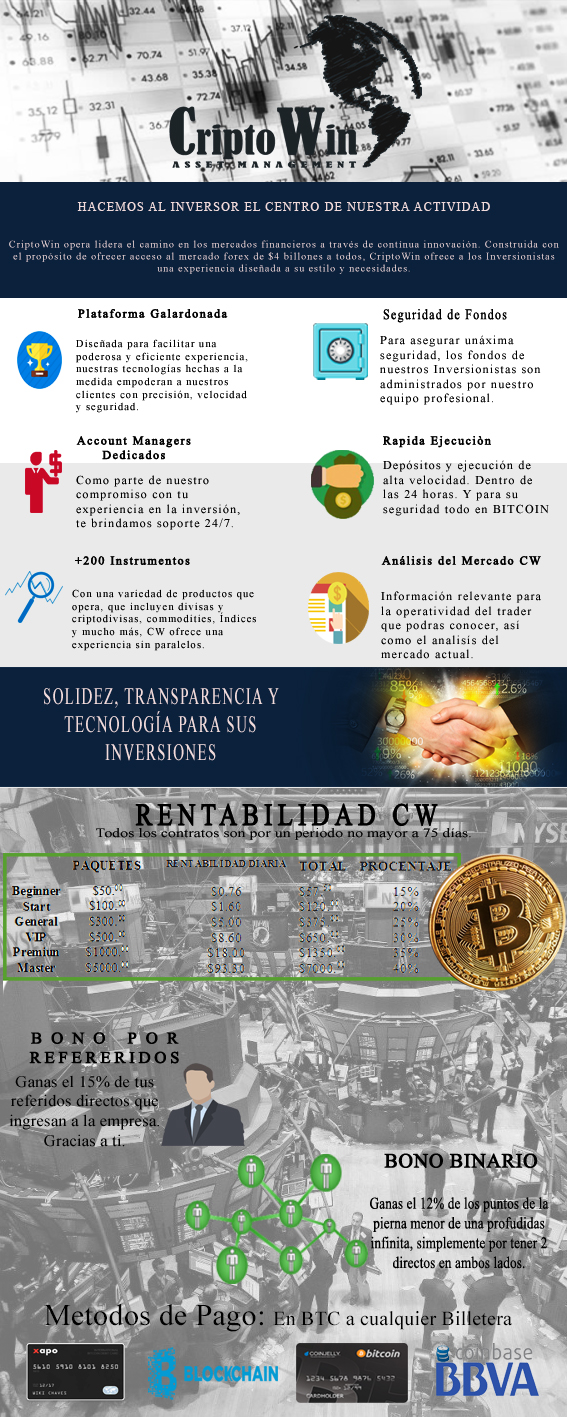 CriptoWin
ASSET MANAGEMENT
HACEMOS AL INVERSOR EL CENTRO DE NUESTRA ACTIVIDAD
CriptoWin opera lidera el camino en los mercados financieros a través de contínua innovación. Construida con
el propósito de ofrecer acceso al mercado forex de $4 billones a todos, CriptoWin ofrece a los Inversionistas
una experiencia diseñada a su estilo y necesidades.
Plataforma Galardonada
Diseñada para facilitar una
poderosa y eficiente experiencia,
nuestras tecnologías hechas a la
medida empoderan a nuestros
clientes con precisión, velocidad
y seguridad.
Seguridad de Fondos
Para asegurar unáxima
seguridad, los fondos de
nuestros Inversionistas son
administrados por nuestro
equipo profesional.
Account Managers
Dedicados
Como parte de nuestro
compromiso con tu
experiencia en la inversión,
te brindamos soporte 24/7.
Rapida Ejecuciòn
Depósitos y ejecución de
alta velocidad. Dentro de
las 24 horas. Y para su
seguridad todo en BITCOIN
+200 Instrumentos
Con una variedad de productos que
opera, que incluyen divisas y
criptodivisas, commodities, Índices
y mucho más, CW ofrece una
experiencia sin paralelos.
Análisis del Mercado CW
Información relevante para
la operatividad del trader
que podras conocer, asi
como el analisis del
mercado actual.
SOLIDEZ, TRANSPARENCIA Y
TECNOLOGÍA PARA SUS
INVERSIONES
RENTABILIDAD CW
Todos los contratos son por un periodo no mayor a 75 días.
PAQUETES RENTABILIDAD DIARIA TOTAL PROCENTAJE
Beginner $50.00 $0.76 15%
Start $100.00 $1.60 20%
General $300.00 $5.00 25%
VIP $500.00 $8.60 $650.00 30%
Premiun $1000.00 $18.00 $1350.00 35%
Master $5000.00 $93.30 $7000.00 40%
BONO POR
REFERERIDOS
Ganas el 15% de tus
referidos directos que
ingresan a la empresa.
Gracias a ti.
BONO BINARIO
Ganas el 12% de los puntos de la
pierna menor de una profudidas
infinita, simplemente por tener 2
directos en ambos lados.
Metodos de Pago: En BTC a cualquier Billetera
xapo
5610 5910 8101 8250
12/17
WIKI CHAVES
BLOCKCHAIN
COINJELLY
bitcoin
1234 5678 9876 5432
CARDHOLDER
coinbase
BBVA